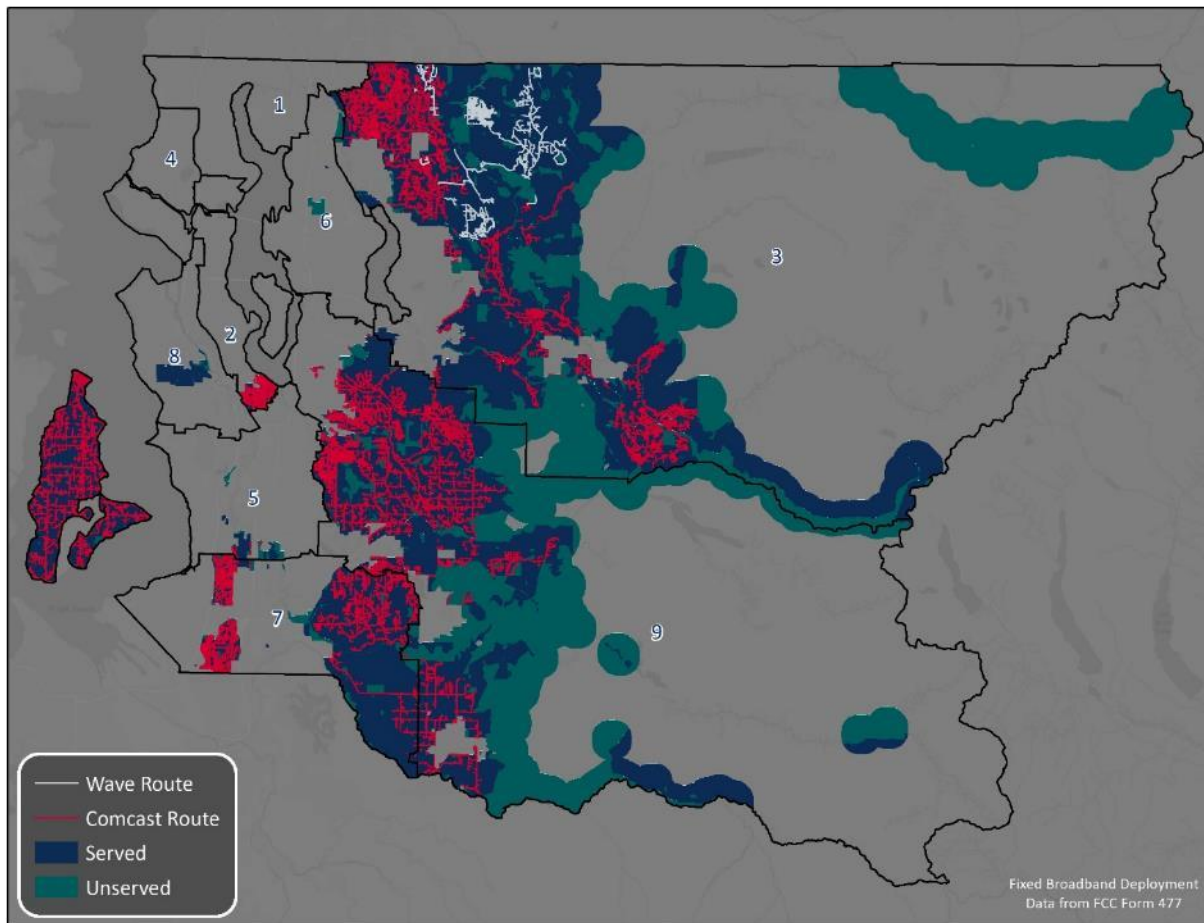 1
4
6
3
2
8
5
7
9
Wave Route
Comcast Route
Served
Unserved
Fixed Broadband Deployment
Data from FCC Form 477